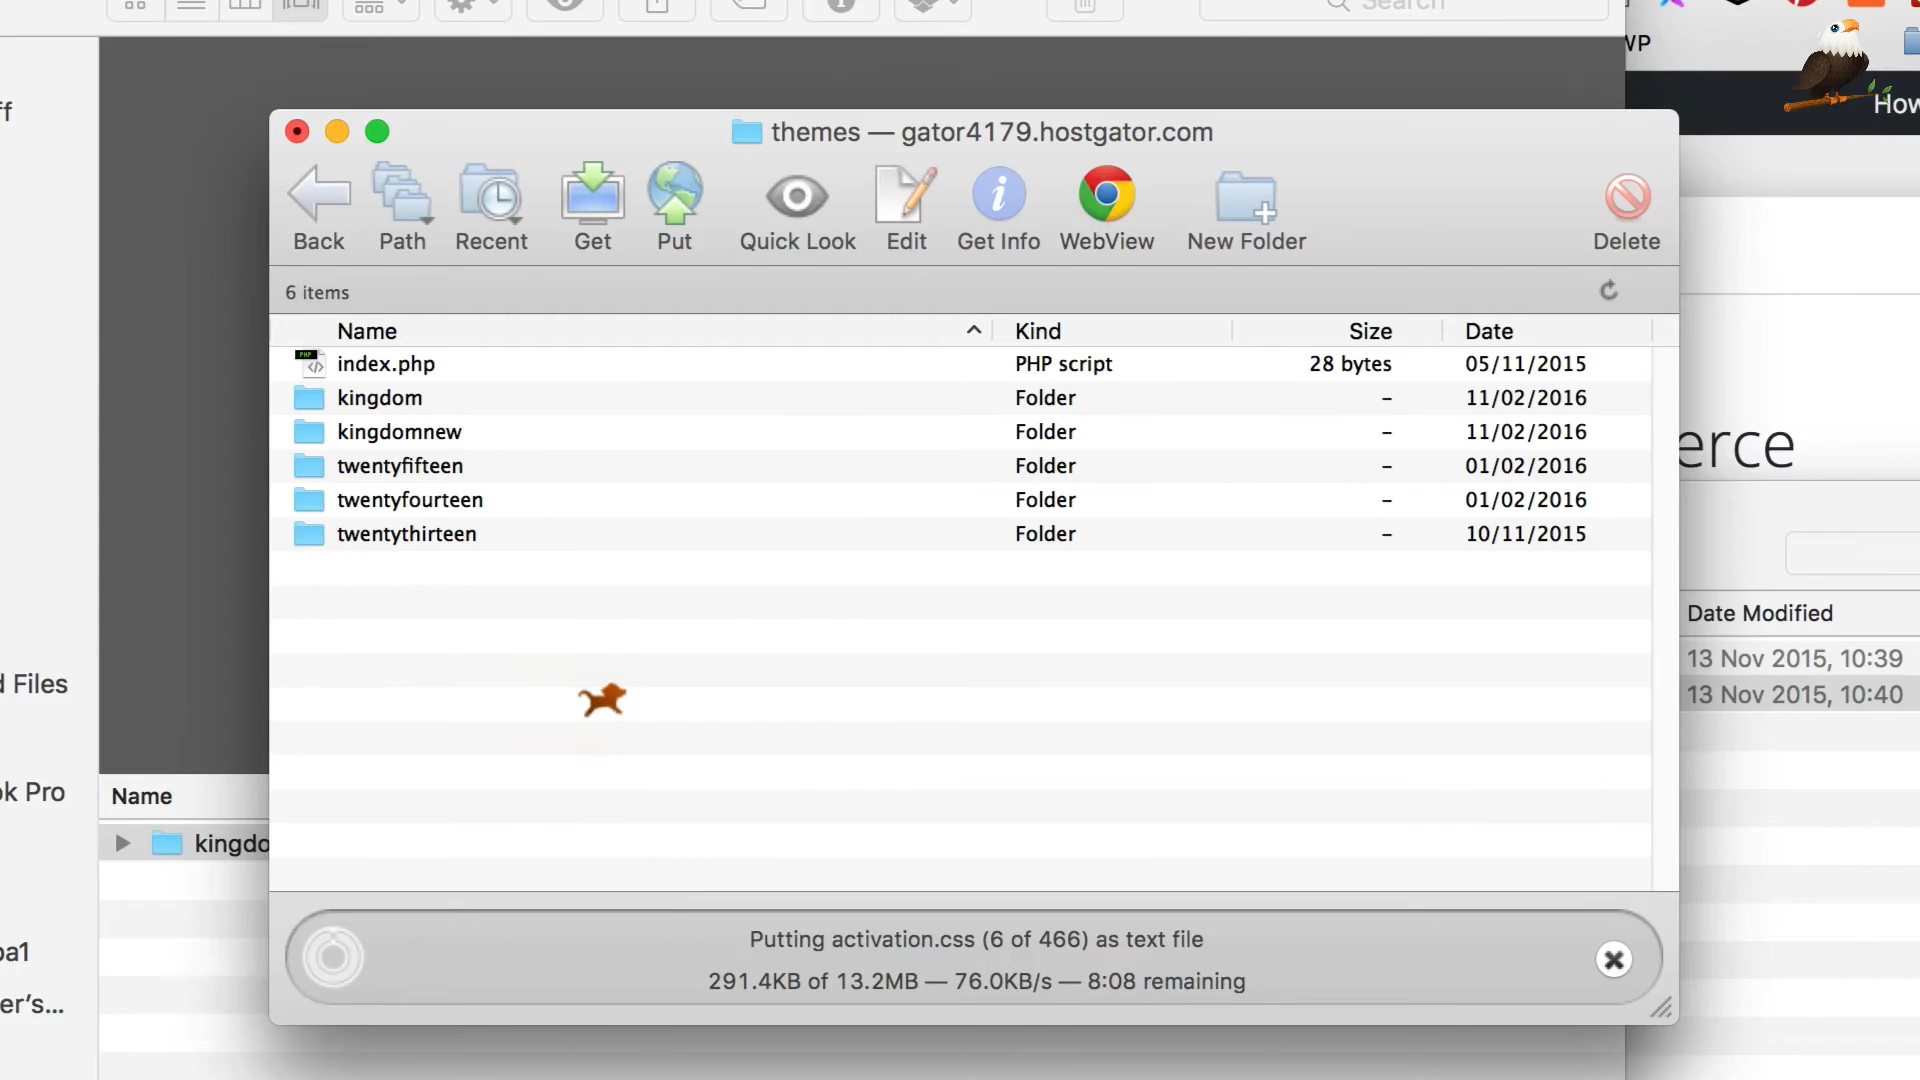 Search
WP
How
ff
themes — gator4179.hostgator.com
Back Path Recent Get Put Quick Look Edit Get Info WebView New Folder Delete
6 items
Name Kind Size Date
index.php PHP script 28 bytes 05/11/2015
kingdom Folder – 11/02/2016
kingdomnew Folder – 11/02/2016
twentyfifteen Folder – 01/02/2016
twentyfourteen Folder – 01/02/2016
twentythirteen Folder – 10/11/2015
erce
Date Modified
13 Nov 2015, 10:39
13 Nov 2015, 10:40
d Files
ok Pro
Name
kingdo
pa1
er's...
Putting activation.css (6 of 466) as text file
291.4KB of 13.2MB — 76.0KB/s — 8:08 remaining